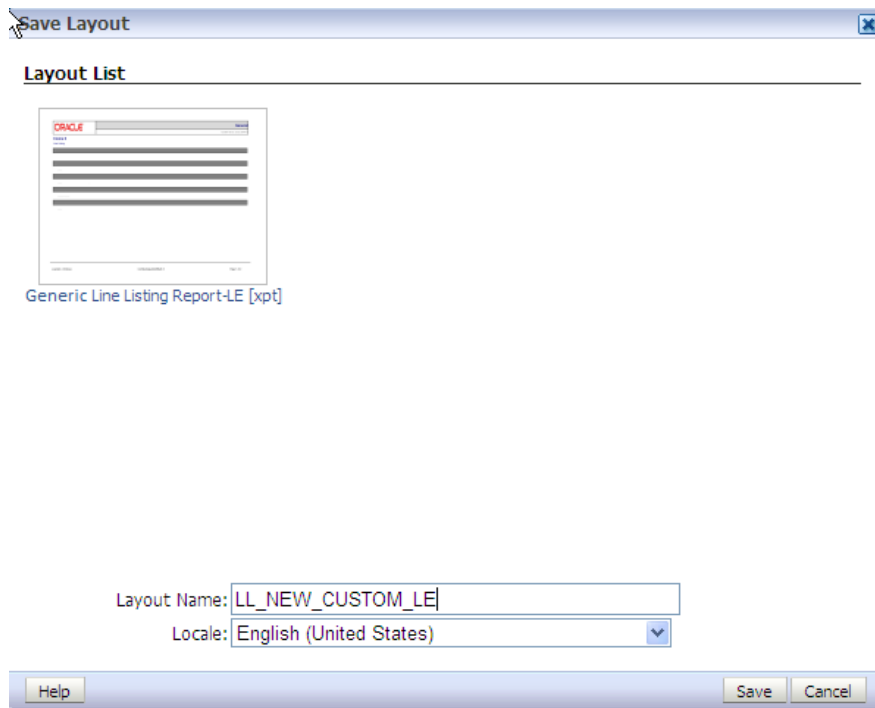 Save Layout
Layout List
ORACLE
Generic Line Listing Report-LE [xpt]
Layout Name: LL_NEW_CUSTOM_LE
Locale: English (United States)
Help Save Cancel